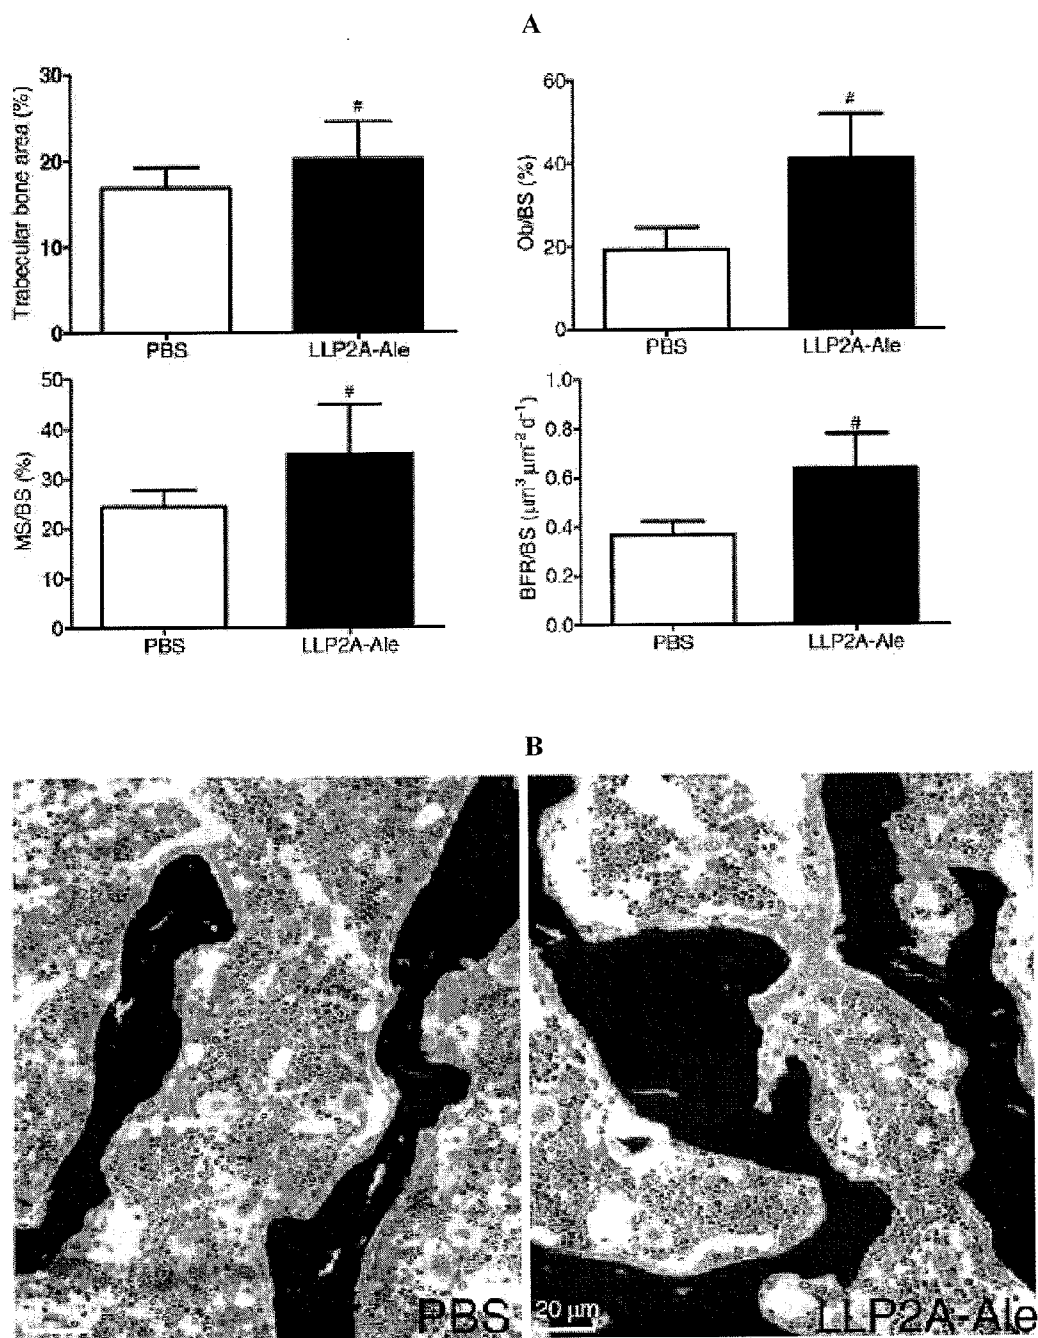 A
Trabecular bone area (%)
30
20
10
0
#
PBS
LLP2A-Ale
Ob/BS (%)
60
40
20
0
#
PBS
LLP2A-Ale
MS/BS (%)
50
40
30
20
10
0
#
PBS
LLP2A-Ale
BFR/BS (μm³ μm⁻² d⁻¹)
1.0
0.8
0.6
0.4
0.2
0.0
#
PBS
LLP2A-Ale
B
PBS
20 μm
LLP2A-Ale